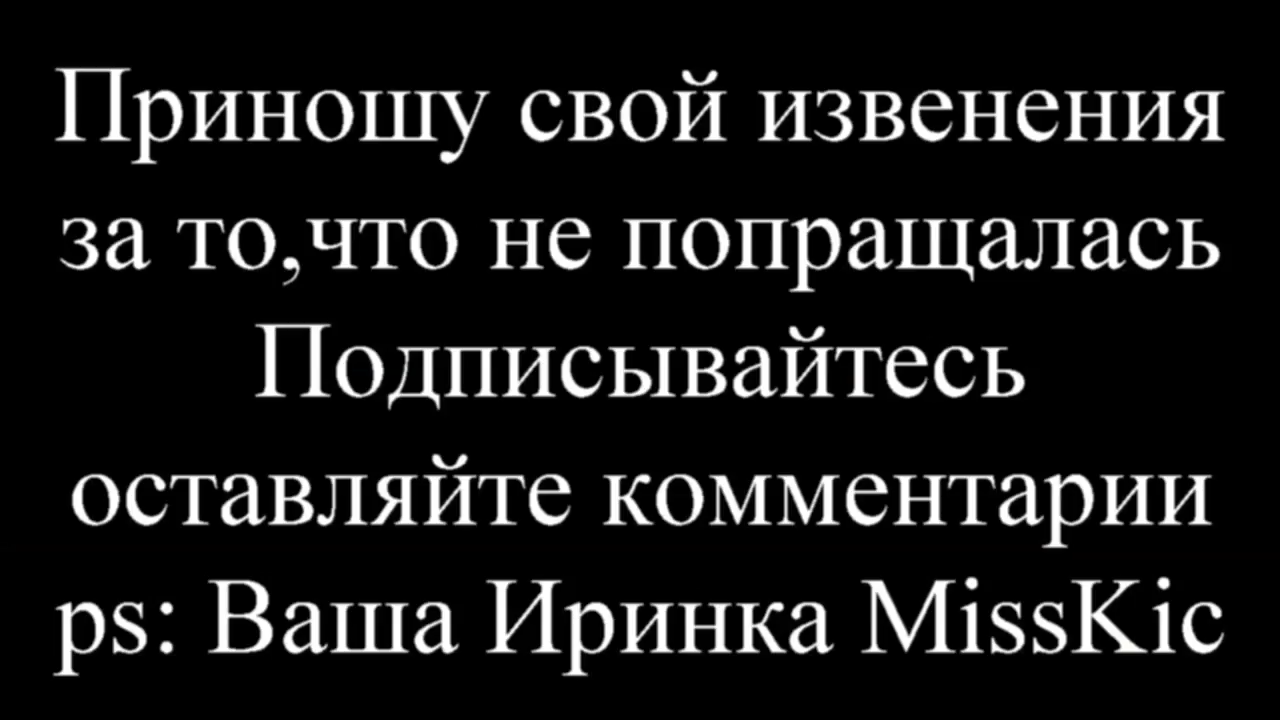 Приношу свой извенения
за то,что не попращалась
Подписывайтесь
оставляйте комментарии
ps: Ваша Иринка MissKic